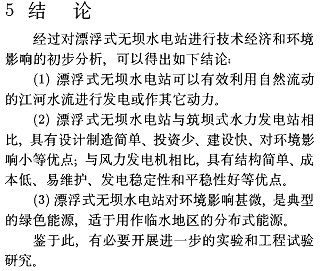 5 结 论
经过对漂浮式无坝水电站进行技术经济和环境
影响的初步分析，可以得出如下结论：
(1) 漂浮式无坝水电站可以有效利用自然流动
的江河水流进行发电或作其它动力。
(2) 漂浮式无坝水电站与筑坝式水力发电站相
比，具有设计制造简单、投资少、建设快、对环境影
响小等优点；与风力发电机相比，具有结构简单、成
本低、易维护、发电稳定性和平稳性好等优点。
(3) 漂浮式无坝水电站对环境影响甚微，是典型
的绿色能源，适于用作临水地区的分布式能源。
鉴于此，有必要开展进一步的实验和工程试验
研究。